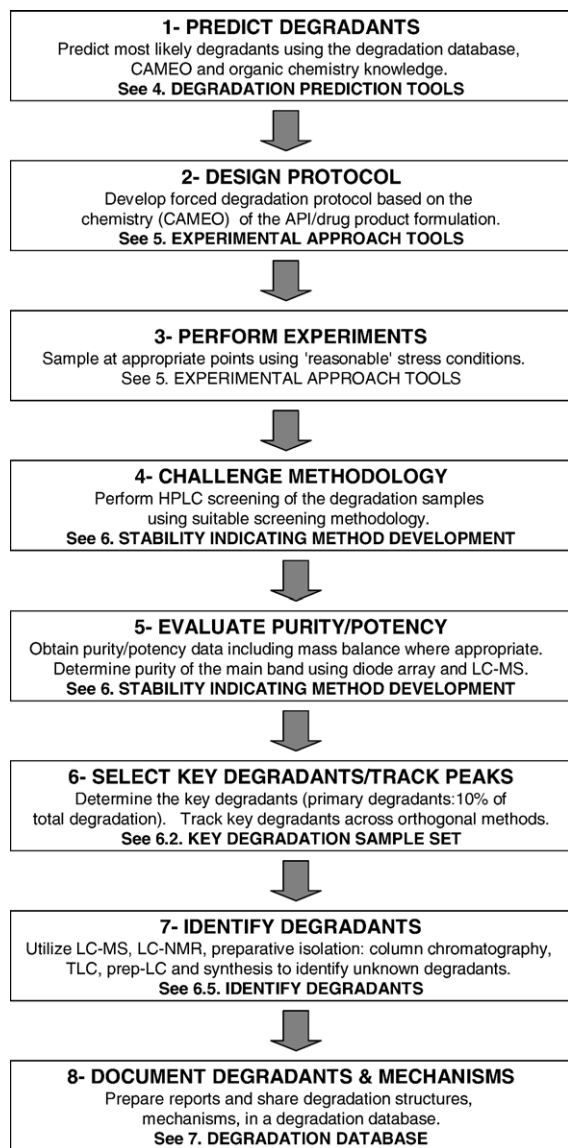 1- PREDICT DEGRADANTS
Predict most likely degradants using the degradation database,
CAMEO and organic chemistry knowledge.
See 4. DEGRADATION PREDICTION TOOLS
2- DESIGN PROTOCOL
Develop forced degradation protocol based on the
chemistry (CAMEO) of the API/drug product formulation.
See 5. EXPERIMENTAL APPROACH TOOLS
3- PERFORM EXPERIMENTS
Sample at appropriate points using 'reasonable' stress conditions.
See 5. EXPERIMENTAL APPROACH TOOLS
4- CHALLENGE METHODOLOGY
Perform HPLC screening of the degradation samples
using suitable screening methodology.
See 6. STABILITY INDICATING METHOD DEVELOPMENT
5- EVALUATE PURITY/POTENCY
Obtain purity/potency data including mass balance where appropriate.
Determine purity of the main band using diode array and LC-MS.
See 6. STABILITY INDICATING METHOD DEVELOPMENT
6- SELECT KEY DEGRADANTS/TRACK PEAKS
Determine the key degradants (primary degradants:10% of
total degradation). Track key degradants across orthogonal methods.
See 6.2. KEY DEGRADATION SAMPLE SET
7- IDENTIFY DEGRADANTS
Utilize LC-MS, LC-NMR, preparative isolation: column chromatography,
TLC, prep-LC and synthesis to identify unknown degradants.
See 6.5. IDENTIFY DEGRADANTS
8- DOCUMENT DEGRADANTS & MECHANISMS
Prepare reports and share degradation structures,
mechanisms, in a degradation database.
See 7. DEGRADATION DATABASE